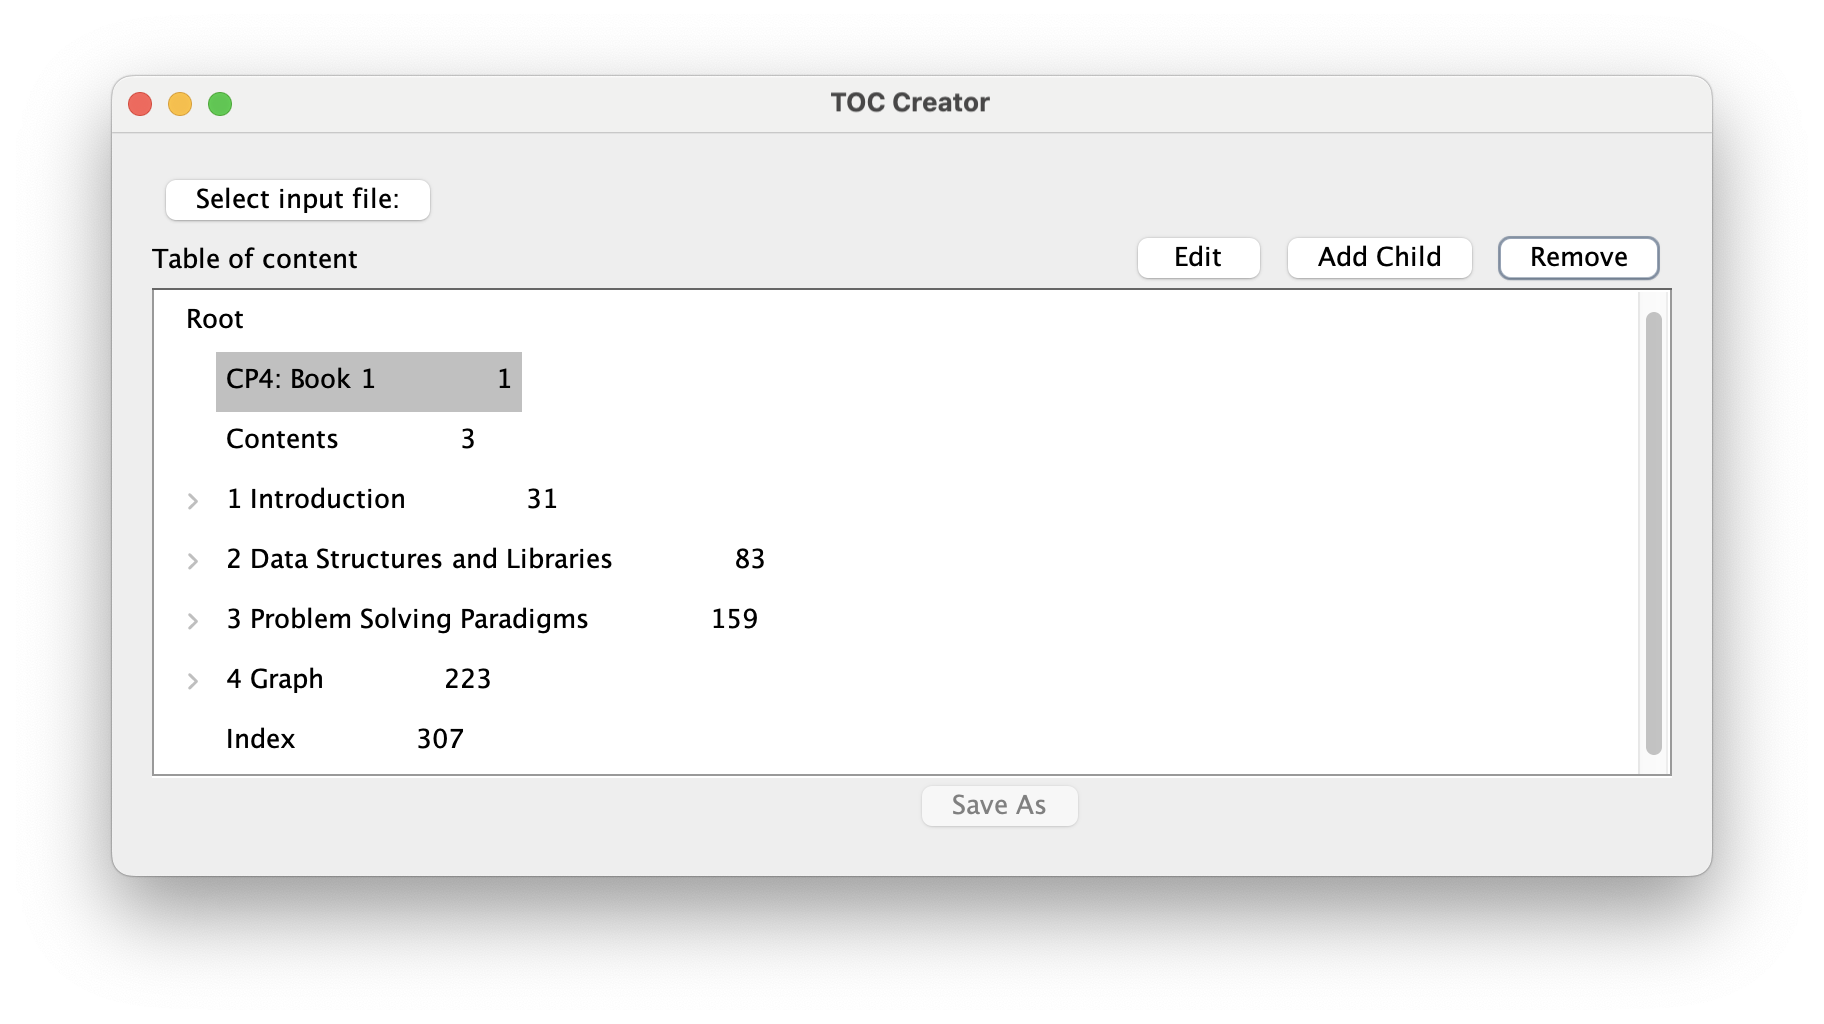 TOC Creator
Select input file:
Table of content
Edit
Add Child
Remove
Root
CP4: Book 1 1
Contents 3
1 Introduction 31
2 Data Structures and Libraries 83
3 Problem Solving Paradigms 159
4 Graph 223
Index 307
Save As